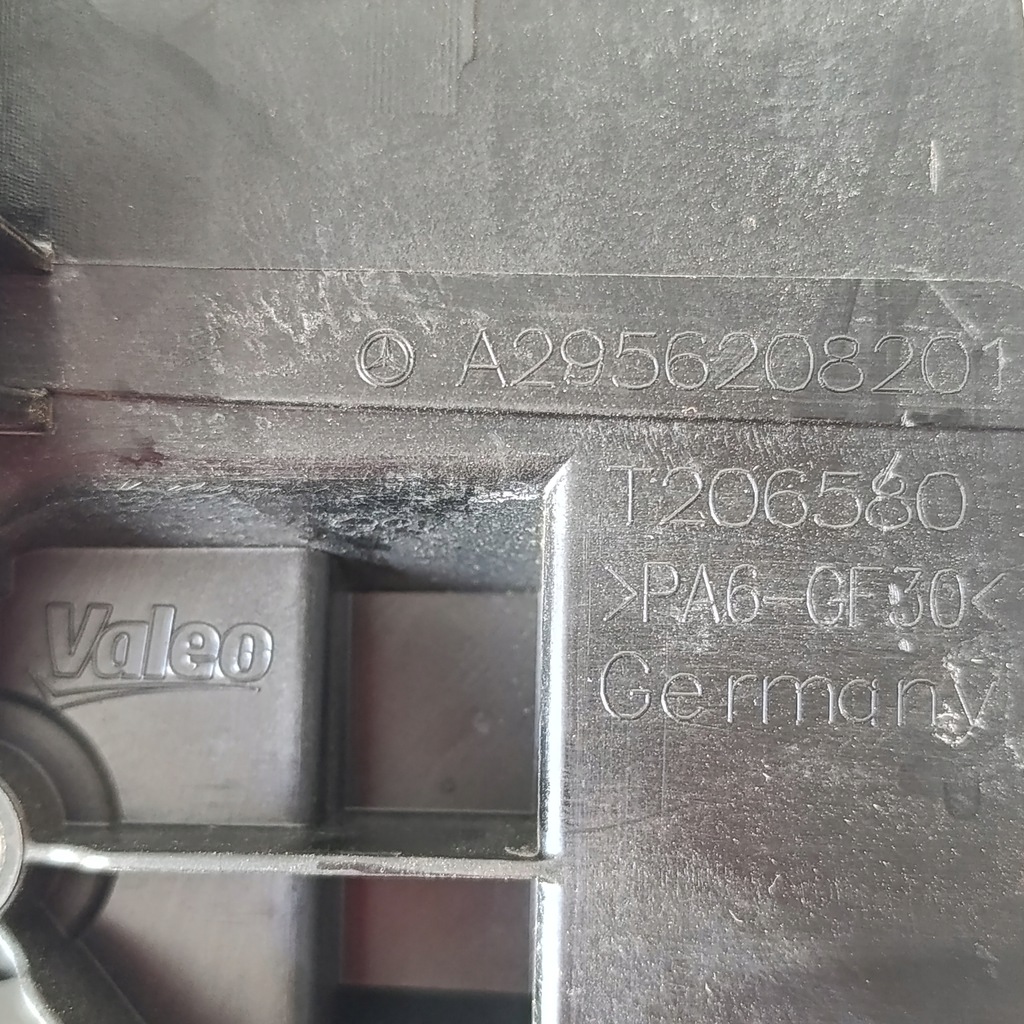 A2956208201
T206580
>PA6-GF30<
Germany
Valeo